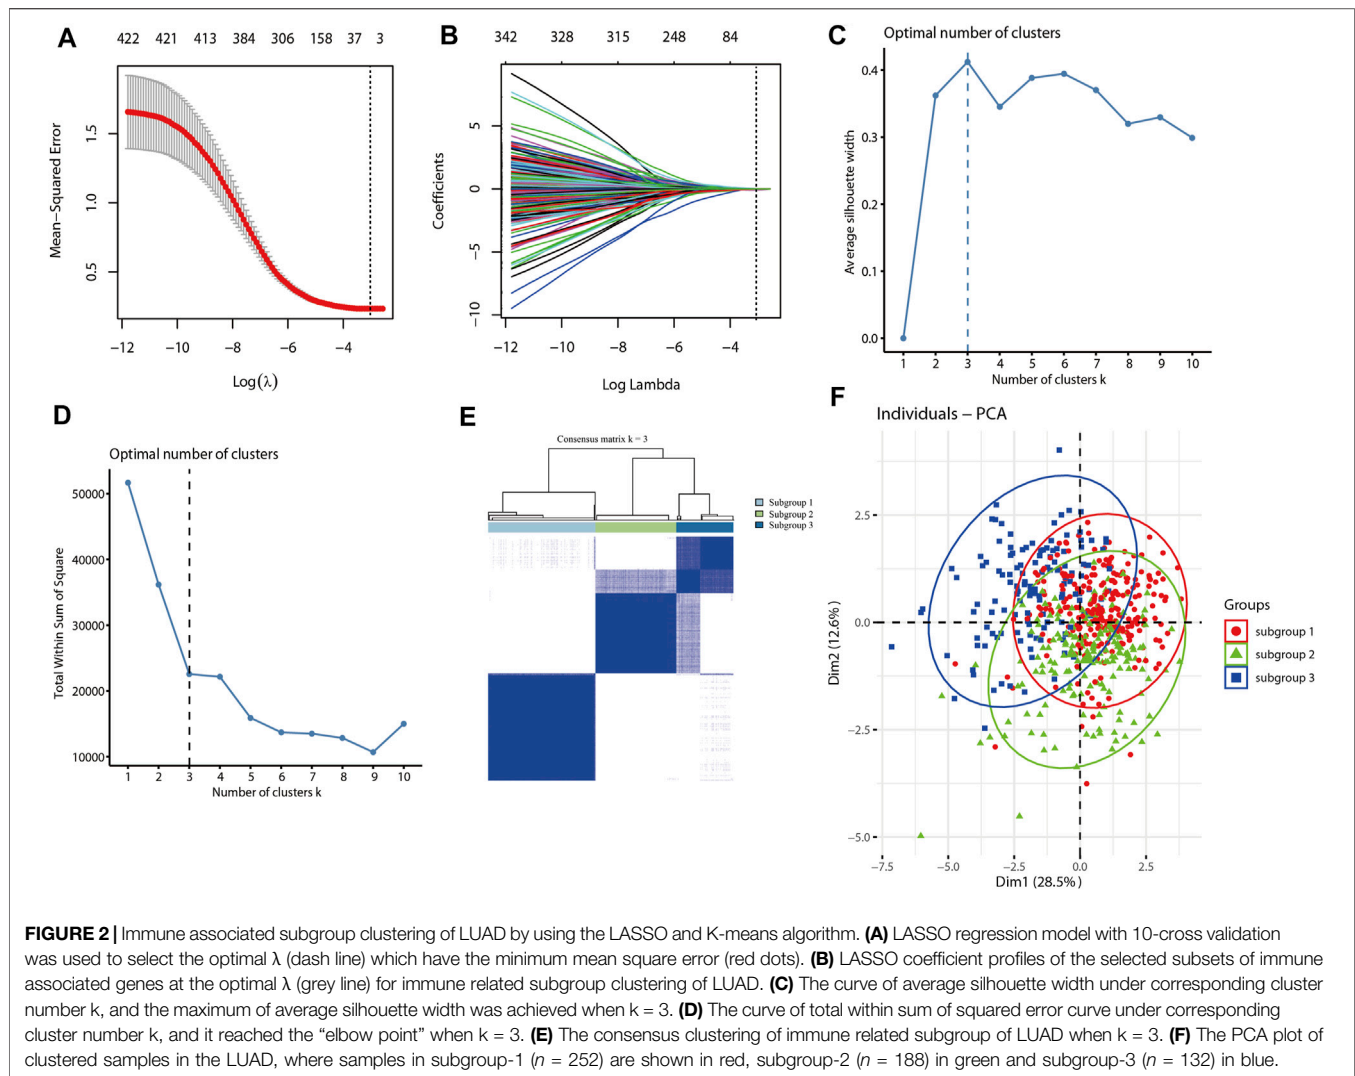 A
422 421 413 384 306 158 37 3
Mean−Squared Error
1.5
1.0
0.5
−12 −10 −8 −6 −4
Log(λ)
B
342 328 315 248 84
Coefficients
5
0
−5
−10
−12 −10 −8 −6 −4
Log Lambda
C
Optimal number of clusters
Average silhouette width
0.4
0.3
0.2
0.1
0.0
1 2 3 4 5 6 7 8 9 10
Number of clusters k
D
Optimal number of clusters
Total Within Sum of Square
50000
40000
30000
20000
10000
1 2 3 4 5 6 7 8 9 10
Number of clusters k
E
Consensus matrix k = 3
Subgroup 1
Subgroup 2
Subgroup 3
F
Individuals − PCA
Dim2 (12.6%)
2.5
0.0
−2.5
−5.0
−7.5 −5.0 −2.5 0.0 2.5
Dim1 (28.5%)
Groups
subgroup 1
subgroup 2
subgroup 3
FIGURE 2 | Immune associated subgroup clustering of LUAD by using the LASSO and K-means algorithm. (A) LASSO regression model with 10-cross validation
was used to select the optimal λ (dash line) which have the minimum mean square error (red dots). (B) LASSO coefficient profiles of the selected subsets of immune
associated genes at the optimal λ (grey line) for immune related subgroup clustering of LUAD. (C) The curve of average silhouette width under corresponding cluster
number k, and the maximum of average silhouette width was achieved when k = 3. (D) The curve of total within sum of squared error curve under corresponding
cluster number k, and it reached the “elbow point” when k = 3. (E) The consensus clustering of immune related subgroup of LUAD when k = 3. (F) The PCA plot of
clustered samples in the LUAD, where samples in subgroup-1 (n = 252) are shown in red, subgroup-2 (n = 188) in green and subgroup-3 (n = 132) in blue.